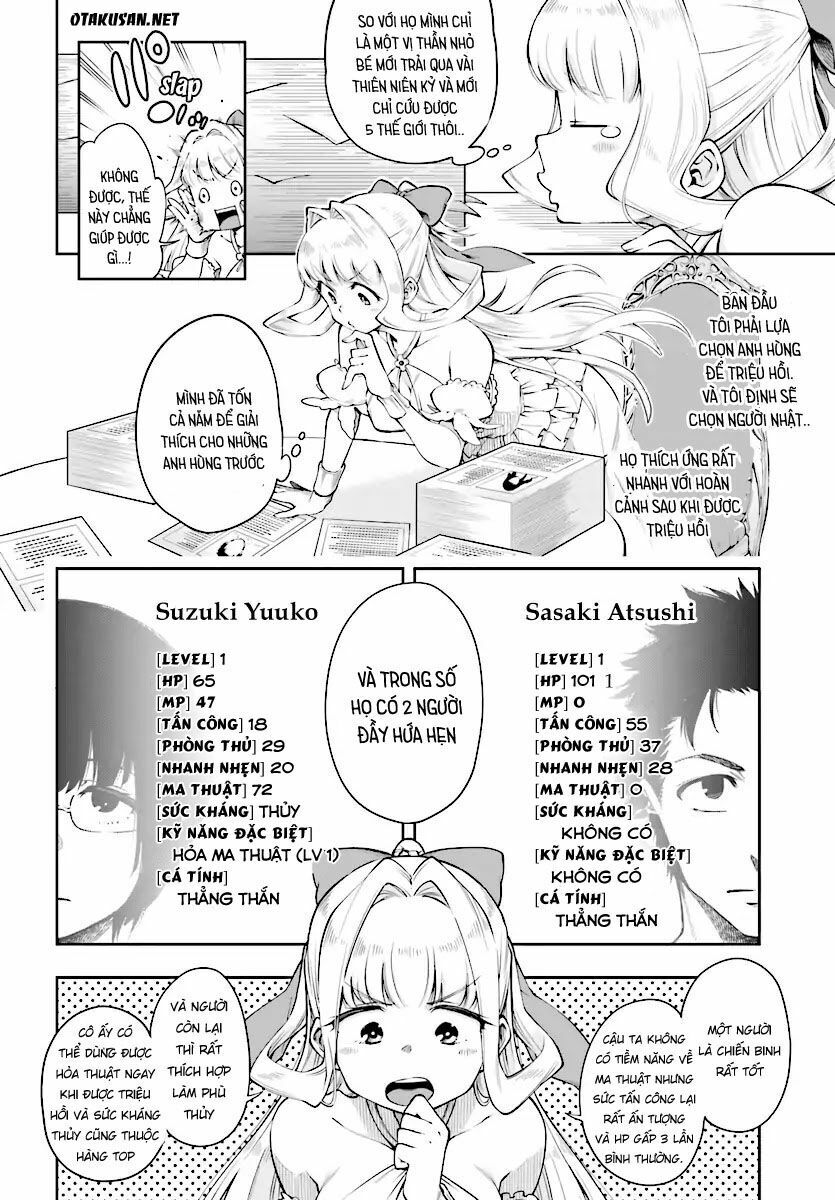 OTAKUSAN.NET
SO VỚI HỌ MÌNH CHỈ
LÀ MỘT VỊ THẦN NHỎ
BÉ MỚI TRẢI QUA VÀI
THIÊN NIÊN KỶ VÀ MỚI
CHỈ CỨU ĐƯỢC
5 THẾ GIỚI THÔI..
slap
KHÔNG
ĐƯỢC, THẾ
NÀY CHẲNG
GIÚP ĐƯỢC
GÌ...!
BAN ĐẦU
TÔI PHẢI LỰA
CHỌN ANH HÙNG
ĐỂ TRIỆU HỒI.
VÀ TÔI ĐỊNH SẼ
CHỌN NGƯỜI NHẬT..
HỌ THÍCH ỨNG RẤT
NHANH VỚI HOÀN
CẢNH SAU KHI ĐƯỢC
TRIỆU HỒI
MÌNH ĐÃ TỐN
CẢ NĂM ĐỂ GIẢI
THÍCH CHO NHỮNG
ANH HÙNG TRƯỚC
Sasaki Atsushi
[LEVEL] 1
[HP] 101 1
[MP] 0
[TẤN CÔNG] 55
[PHÒNG THỦ] 37
[NHANH NHẸN] 28
[MA THUẬT] 0
[SỨC KHÁNG]
KHÔNG CÓ
[KỸ NĂNG ĐẶC BIỆT]
KHÔNG CÓ
[CÁ TÍNH]
THẲNG THẮN
VÀ TRONG SỐ
HỌ CÓ 2 NGƯỜI
ĐẦY HỨA HẸN
Suzuki Yuuko
[LEVEL] 1
[HP] 65
[MP] 47
[TẤN CÔNG] 18
[PHÒNG THỦ] 29
[NHANH NHẸN] 20
[MA THUẬT] 72
[SỨC KHÁNG] THỦY
[KỸ NĂNG ĐẶC BIỆT]
HỎA MA THUẬT (LV 1)
[CÁ TÍNH]
THẲNG THẮN
MỘT NGƯỜI
LÀ CHIẾN BINH
RẤT TỐT
CẬU TA KHÔNG
CÓ TIỀM NĂNG VỀ
MA THUẬT NHƯNG
SỨC TẤN CÔNG LẠI
RẤT ẤN TƯỢNG
VÀ HP GẤP 3 LẦN
BÌNH THƯỜNG.
VÀ NGƯỜI
CÒN LẠI
THÌ RẤT
THÍCH HỢP
LÀM PHÙ
THỦY
CÔ ẤY CÓ
THỂ DÙNG ĐƯỢC
HỎA THUẬT NGAY
KHI ĐƯỢC TRIỆU
HỒI VÀ SỨC KHÁNG
THỦY CŨNG THUỘC
HÀNG TOP